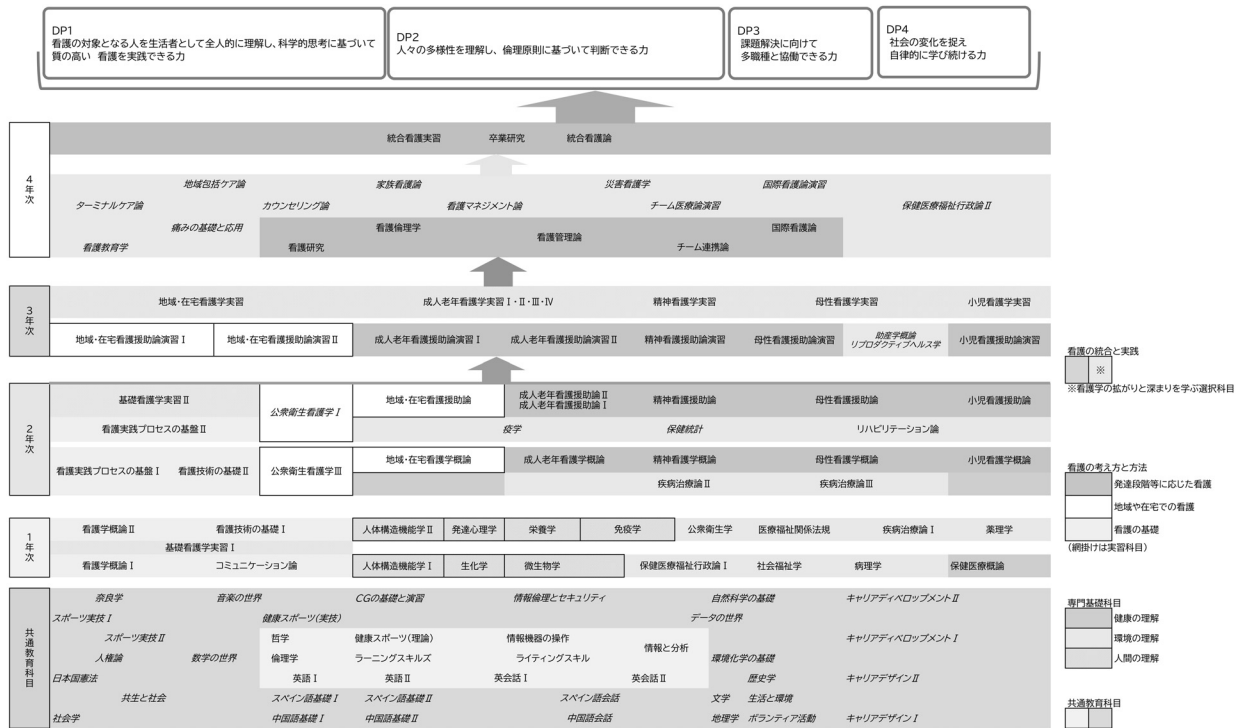 DP1
看護の対象となる人を生活者として全人的に理解し、科学的思考に基づいて
質の高い 看護を実践できる力
DP2
人々の多様性を理解し、倫理原則に基づいて判断できる力
DP3
課題解決に向けて
多職種と協働できる力
DP4
社会の変化を捉え
自律的に学び続ける力
4年次
統合看護実習 卒業研究 統合看護論
地域包括ケア論 家族看護論 災害看護学 国際看護論演習
ターミナルケア論 カウンセリング論 看護マネジメント論 チーム医療論演習 保健医療福祉行政論Ⅱ
痛みの基礎と応用 看護倫理学 看護管理論 国際看護論
看護教育学 看護研究 チーム連携論
3年次
地域・在宅看護学実習 成人老年看護学実習Ⅰ・Ⅱ・Ⅲ・Ⅳ 精神看護学実習 母性看護学実習 小児看護学実習
地域・在宅看護援助論演習Ⅰ 地域・在宅看護援助論演習Ⅱ 成人老年看護援助論演習Ⅰ 成人老年看護援助論演習Ⅱ 精神看護援助論演習 母性看護援助論演習 助産学概論 小児看護援助論演習
リプロダクティブヘルス学
2年次
基礎看護学実習Ⅱ 公衆衛生看護学Ⅰ 地域・在宅看護援助論 成人老年看護援助論Ⅱ 精神看護援助論 母性看護援助論 小児看護援助論
成人老年看護援助論Ⅰ
看護実践プロセスの基盤Ⅱ 疫学 保健統計 リハビリテーション論
看護実践プロセスの基盤Ⅰ 看護技術の基礎Ⅱ 公衆衛生看護学Ⅲ 地域・在宅看護学概論 成人老年看護学概論 精神看護学概論 母性看護学概論 小児看護学概論
疾病治療論Ⅱ 疾病治療論Ⅲ
1年次
看護学概論Ⅱ 看護技術の基礎Ⅰ 人体構造機能学Ⅱ 発達心理学 栄養学 免疫学 公衆衛生学 医療福祉関係法規 疾病治療論Ⅰ 薬理学
基礎看護学実習Ⅰ
看護学概論Ⅰ コミュニケーション論 人体構造機能学Ⅰ 生化学 微生物学 保健医療福祉行政論Ⅰ 社会福祉学 病理学 保健医療概論
共通教育科目
奈良学 音楽の世界 CGの基礎と演習 情報倫理とセキュリティ 自然科学の基礎 キャリアディベロップメントⅡ
スポーツ実技Ⅰ 健康スポーツ(実技) データの世界
スポーツ実技Ⅱ 哲学 健康スポーツ(理論) 情報機器の操作 キャリアディベロップメントⅠ
情報と分析
人権論 数学の世界 倫理学 ラーニングスキルズ ライティングスキル 環境化学の基礎
日本国憲法 英語Ⅰ 英語Ⅱ 英会話Ⅰ 英会話Ⅱ 歴史学 キャリアデザインⅡ
共生と社会 スペイン語基礎Ⅰ スペイン語基礎Ⅱ スペイン語会話 文学 生活と環境
社会学 中国語基礎Ⅰ 中国語基礎Ⅱ 中国語会話 地理学 ボランティア活動 キャリアデザインⅠ
看護の統合と実践
※
※看護学の拡がりと深まりを学ぶ選択科目
看護の考え方と方法
発達段階等に応じた看護
地域や在宅での看護
看護の基礎
(網掛けは実習科目)
専門基礎科目
健康の理解
環境の理解
人間の理解
共通教育科目